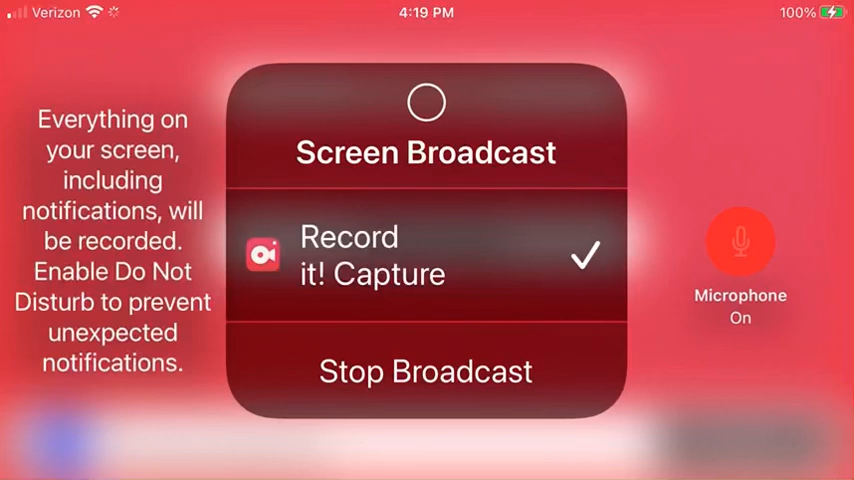 Verizon 4:19 PM 100%
Everything on
your screen,
including
notifications, will
be recorded.
Enable Do Not
Disturb to prevent
unexpected
notifications.
Screen Broadcast
Record
it! Capture
Stop Broadcast
Microphone
On